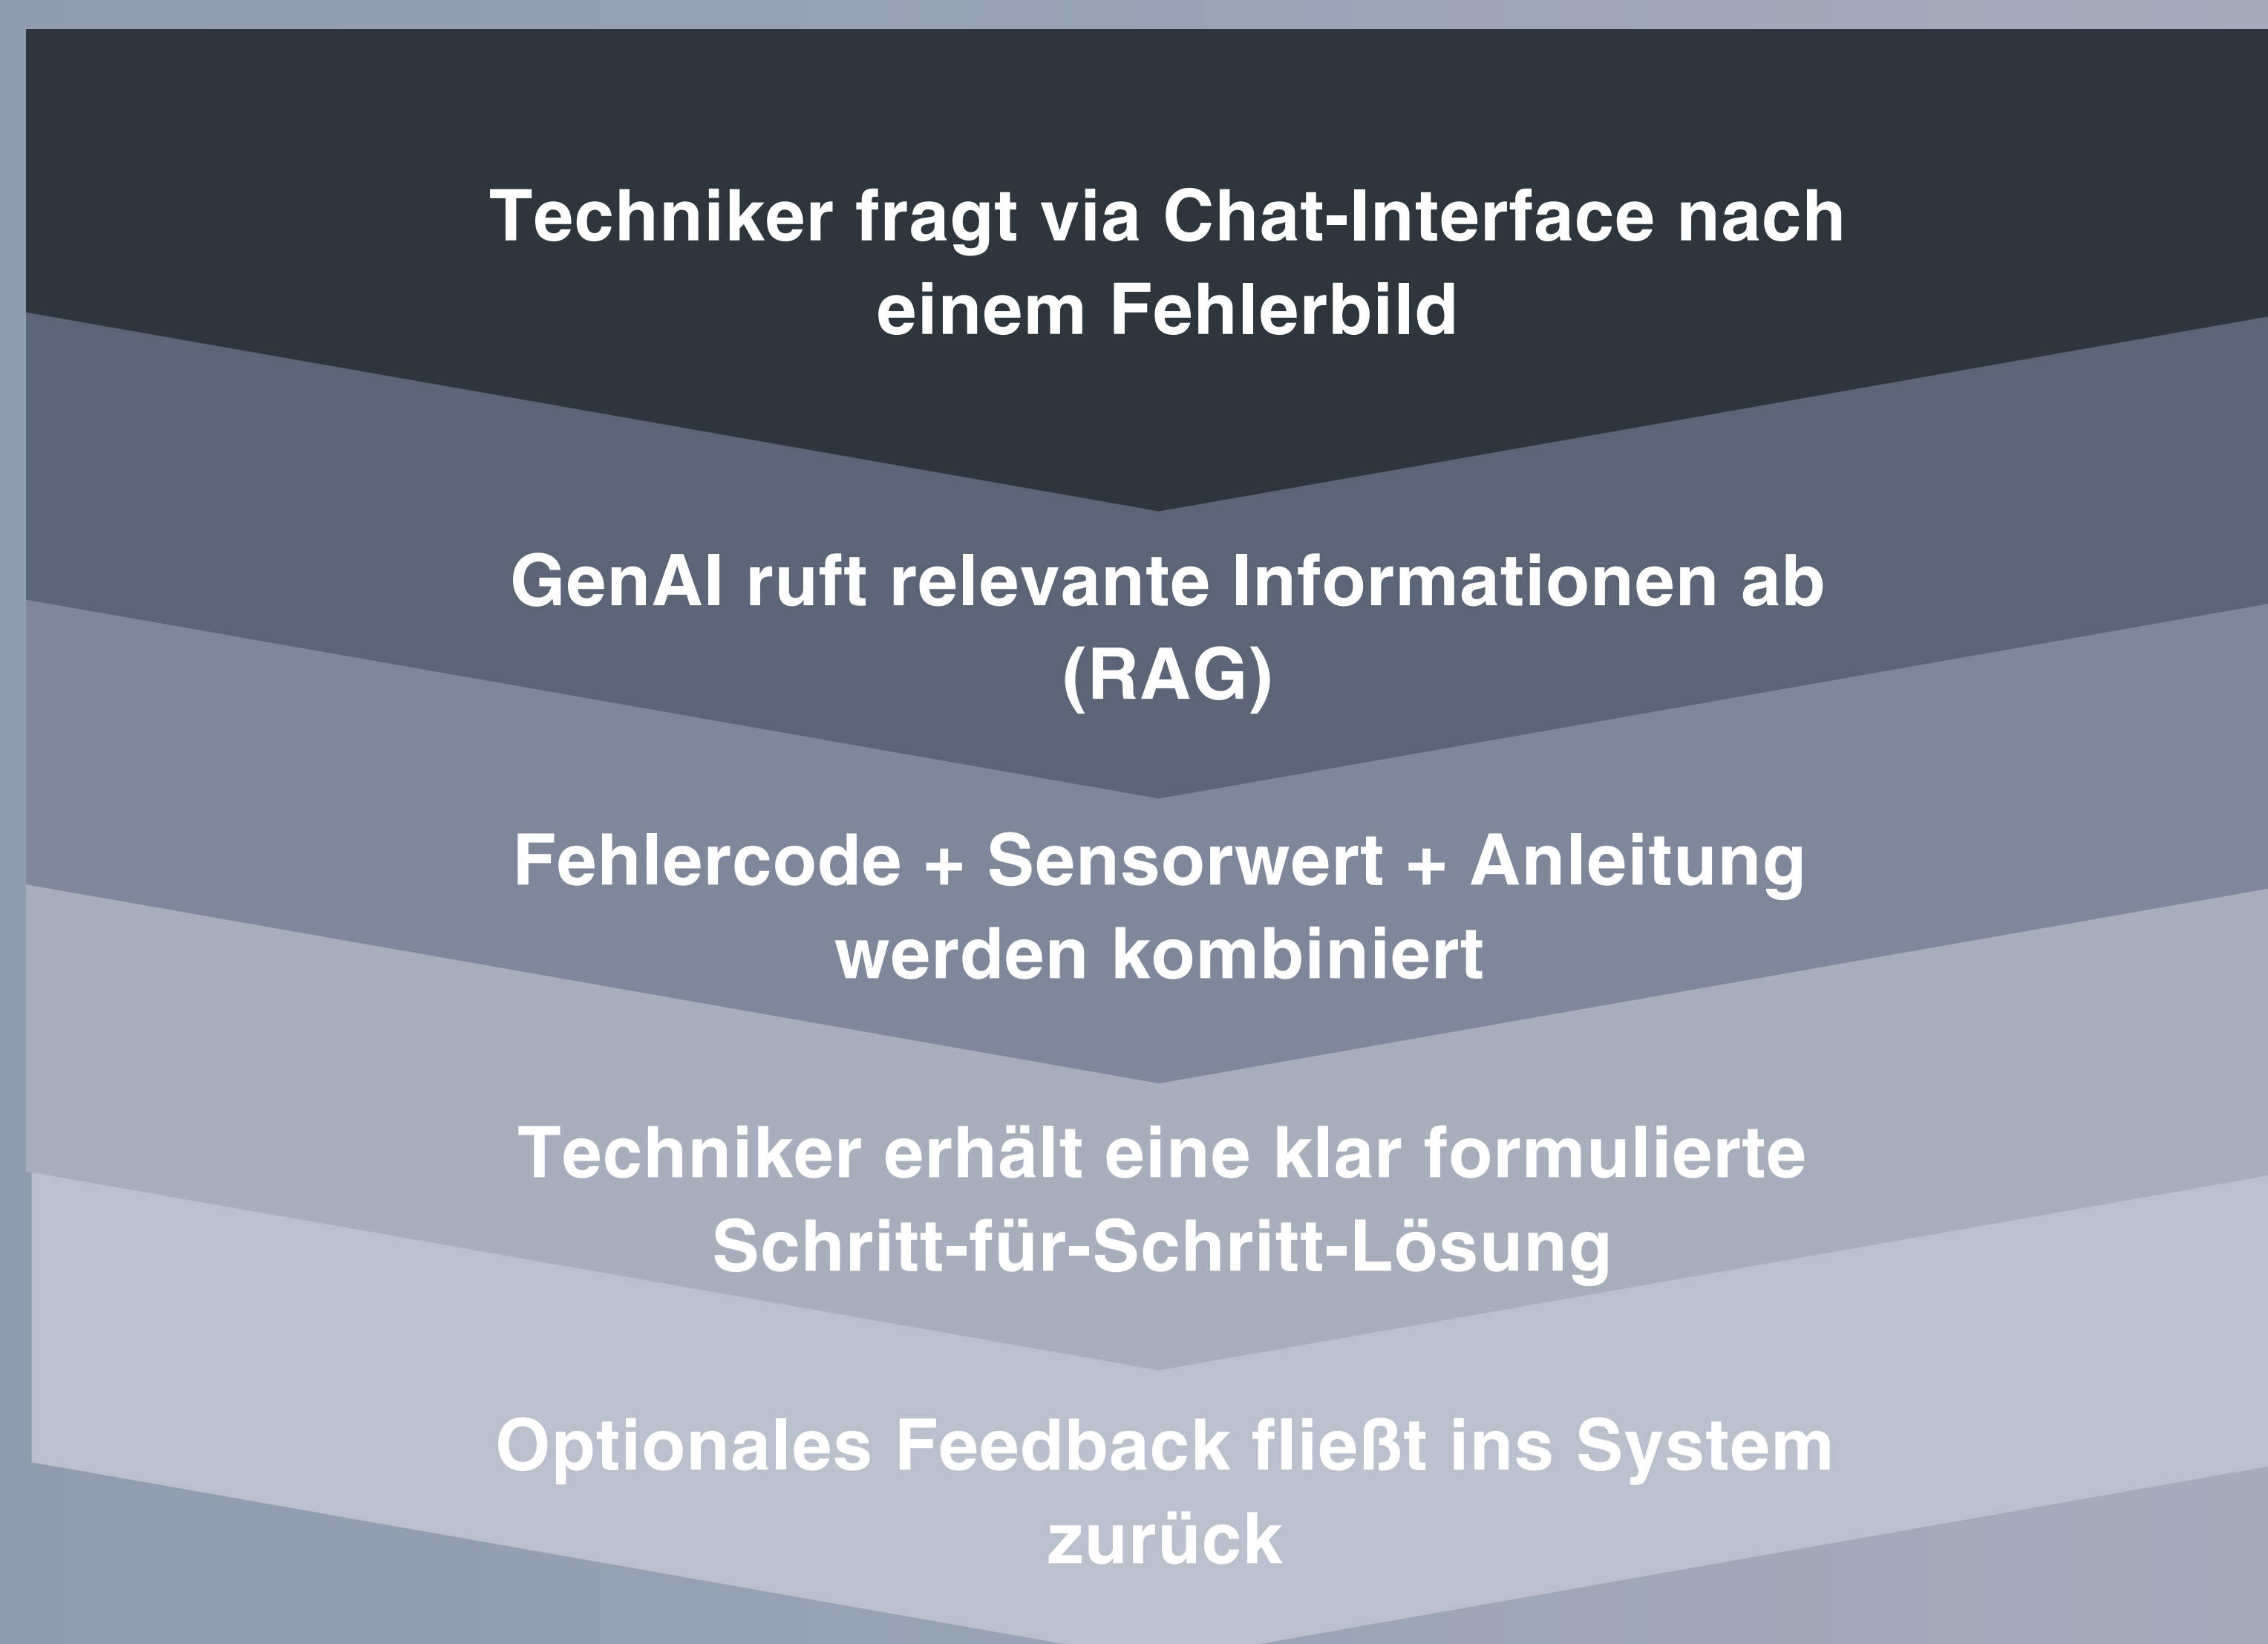 Techniker fragt via Chat-Interface nach
einem Fehlerbild
GenAI ruft relevante Informationen ab
(RAG)
Fehlercode + Sensorwert + Anleitung
werden kombiniert
Techniker erhält eine klar formulierte
Schritt-für-Schritt-Lösung
Optionales Feedback fließt ins System
zurück